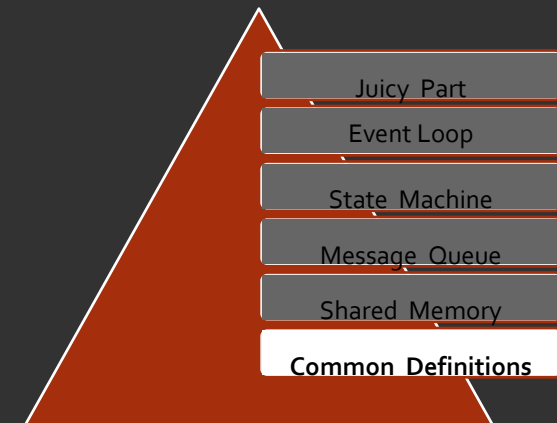 Juicy Part
Event Loop
State Machine
Message Queue
Shared Memory
Common Definitions